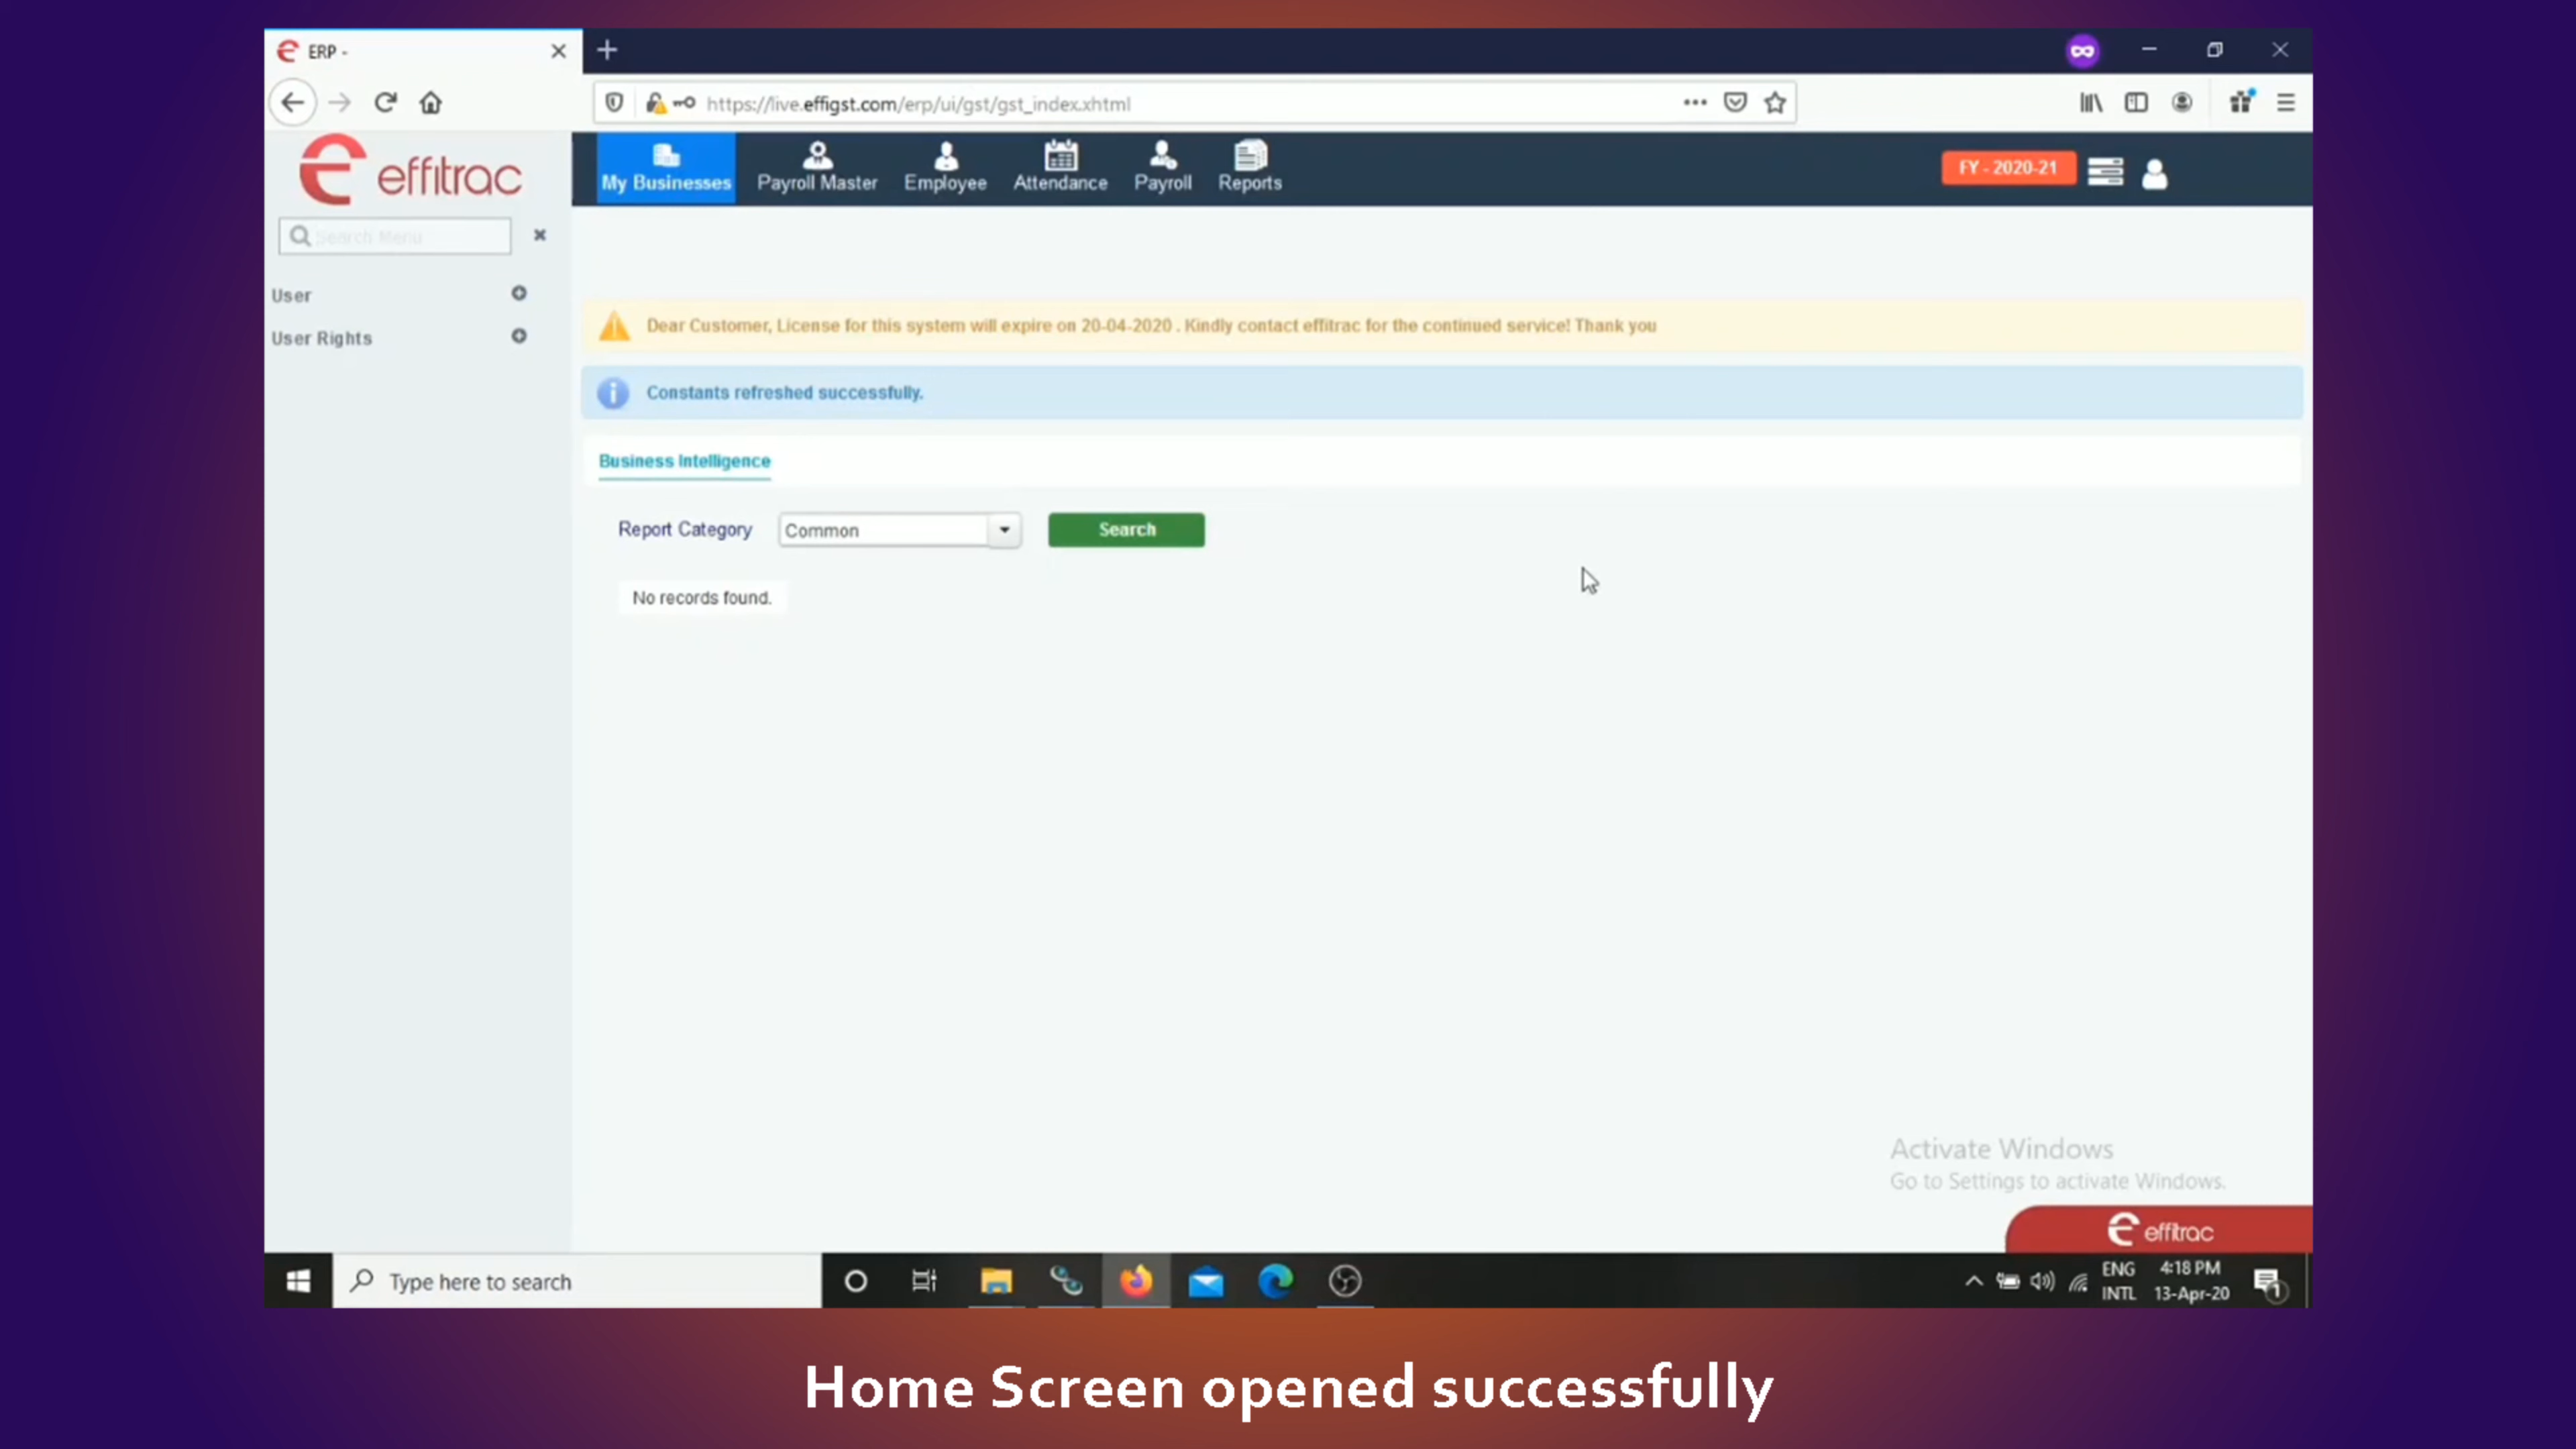 ERP -
https://live.effigst.com/erp/ui/gst/gst_index.xhtml
effitrac
My Businesses
Payroll Master
Employee
Attendance
Payroll
Reports
FY - 2020-21
Search Menu
User
User Rights
Dear Customer, License for this system will expire on 20-04-2020 . Kindly contact effitrac for the continued service! Thank you
Constants refreshed successfully.
Business Intelligence
Report Category
Common
Search
No records found.
Activate Windows
Go to Settings to activate Windows.
effitrac
Type here to search
ENG
INTL
4:18 PM
13-Apr-20
1
Home Screen opened successfully